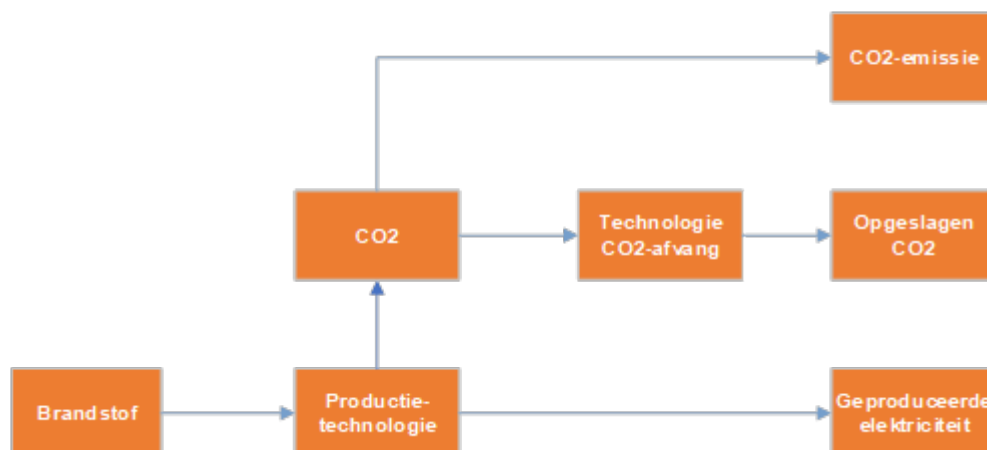 CO2-emissie
CO2
Technologie
CO2-afvang
Opgeslagen
CO2
Brandstof
Productie-
technologie
Geproduceerde
elektriciteit